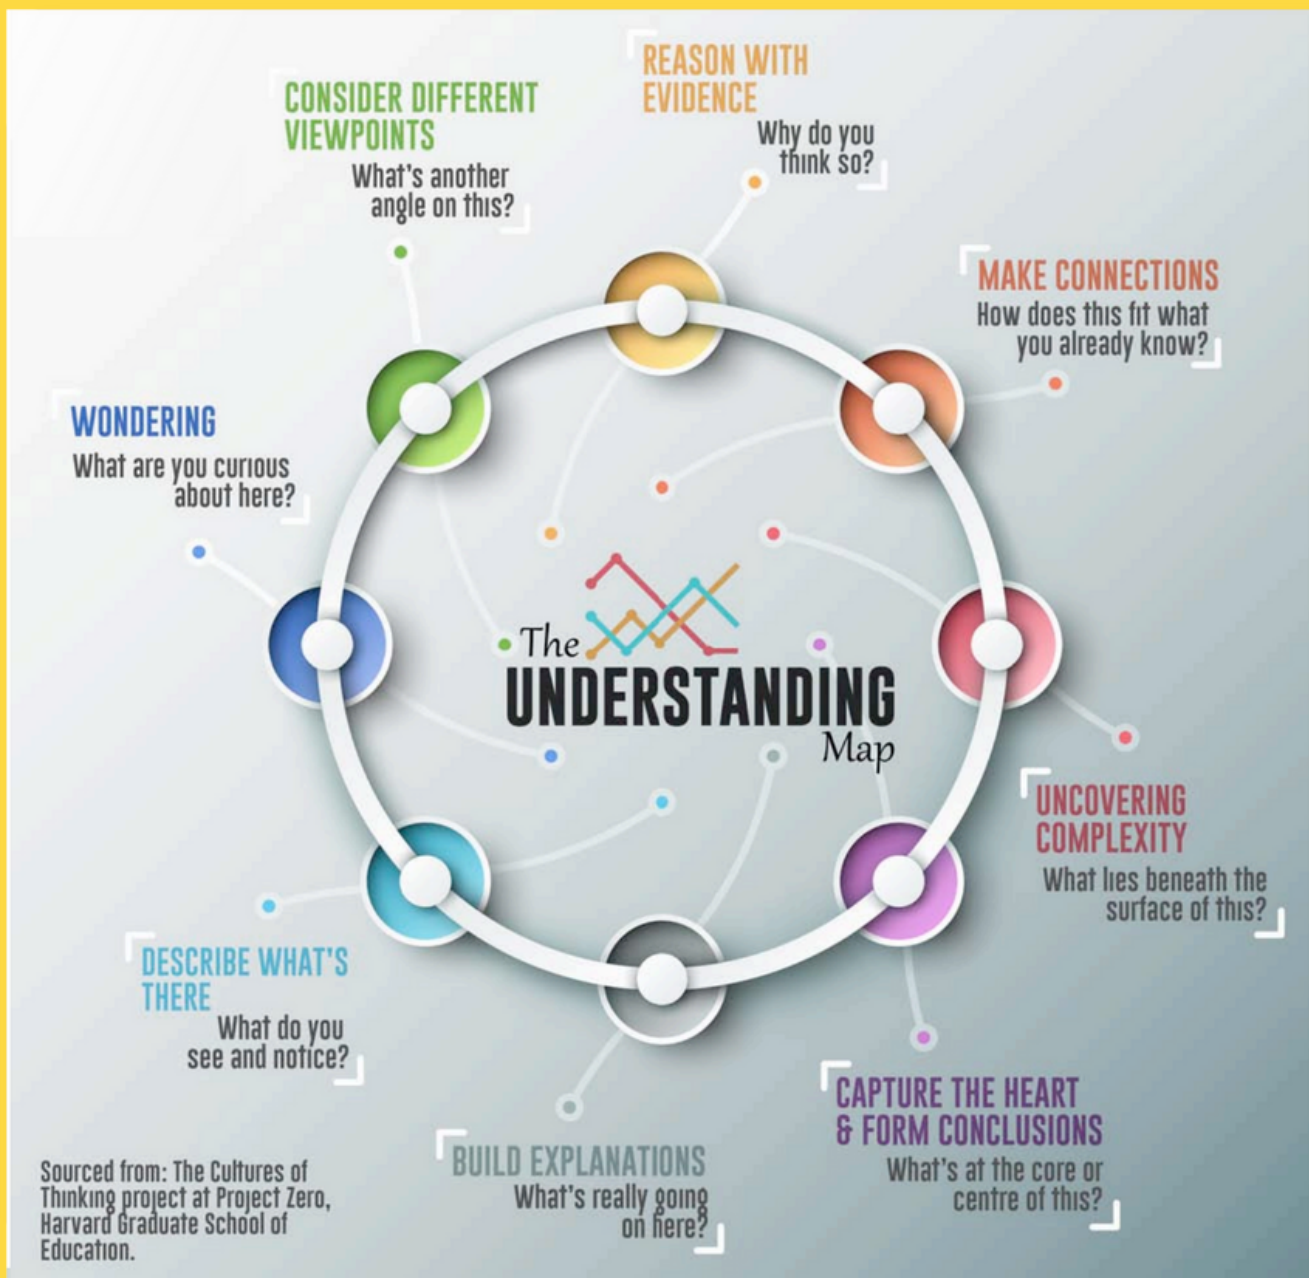 REASON WITH
EVIDENCE
Why do you
think so?
CONSIDER DIFFERENT
VIEWPOINTS
What's another
angle on this?
MAKE CONNECTIONS
How does this fit what
you already know?
WONDERING
What are you curious
about here?
The
UNDERSTANDING
Map
UNCOVERING
COMPLEXITY
What lies beneath the
surface of this?
DESCRIBE WHAT'S
THERE
What do you
see and notice?
CAPTURE THE HEART
& FORM CONCLUSIONS
What's at the core or
centre of this?
BUILD EXPLANATIONS
What's really going
on here?
Sourced from: The Cultures of
Thinking project at Project Zero,
Harvard Graduate School of
Education.